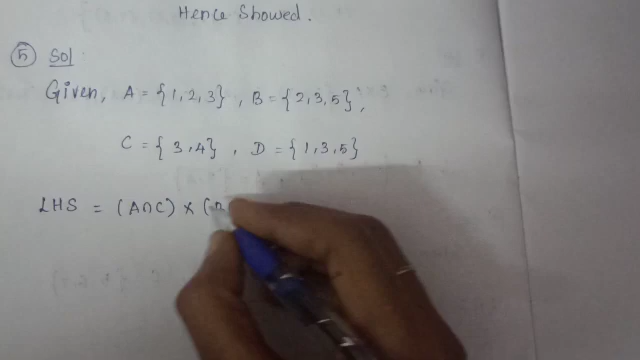 Hence Showed.
5 Sol
Given, A = {1, 2, 3}, B = {2, 3, 5},
C = {3, 4}, D = {1, 3, 5}
LHS = (A∩C) × (